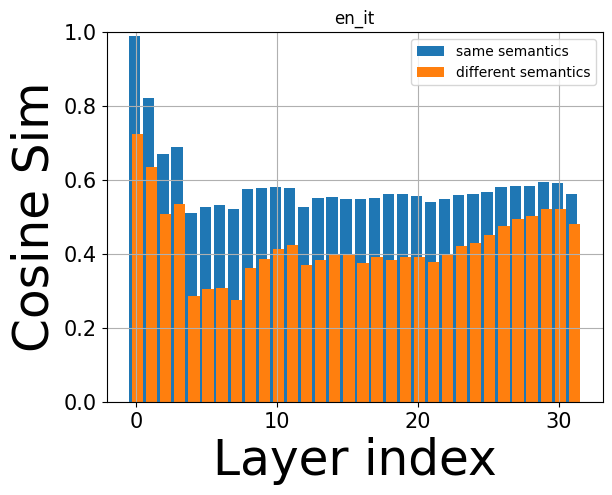 en_it
same semantics
different semantics
Cosine Sim
1.0
0.8
0.6
0.4
0.2
0.0
0 10 20 30
Layer index